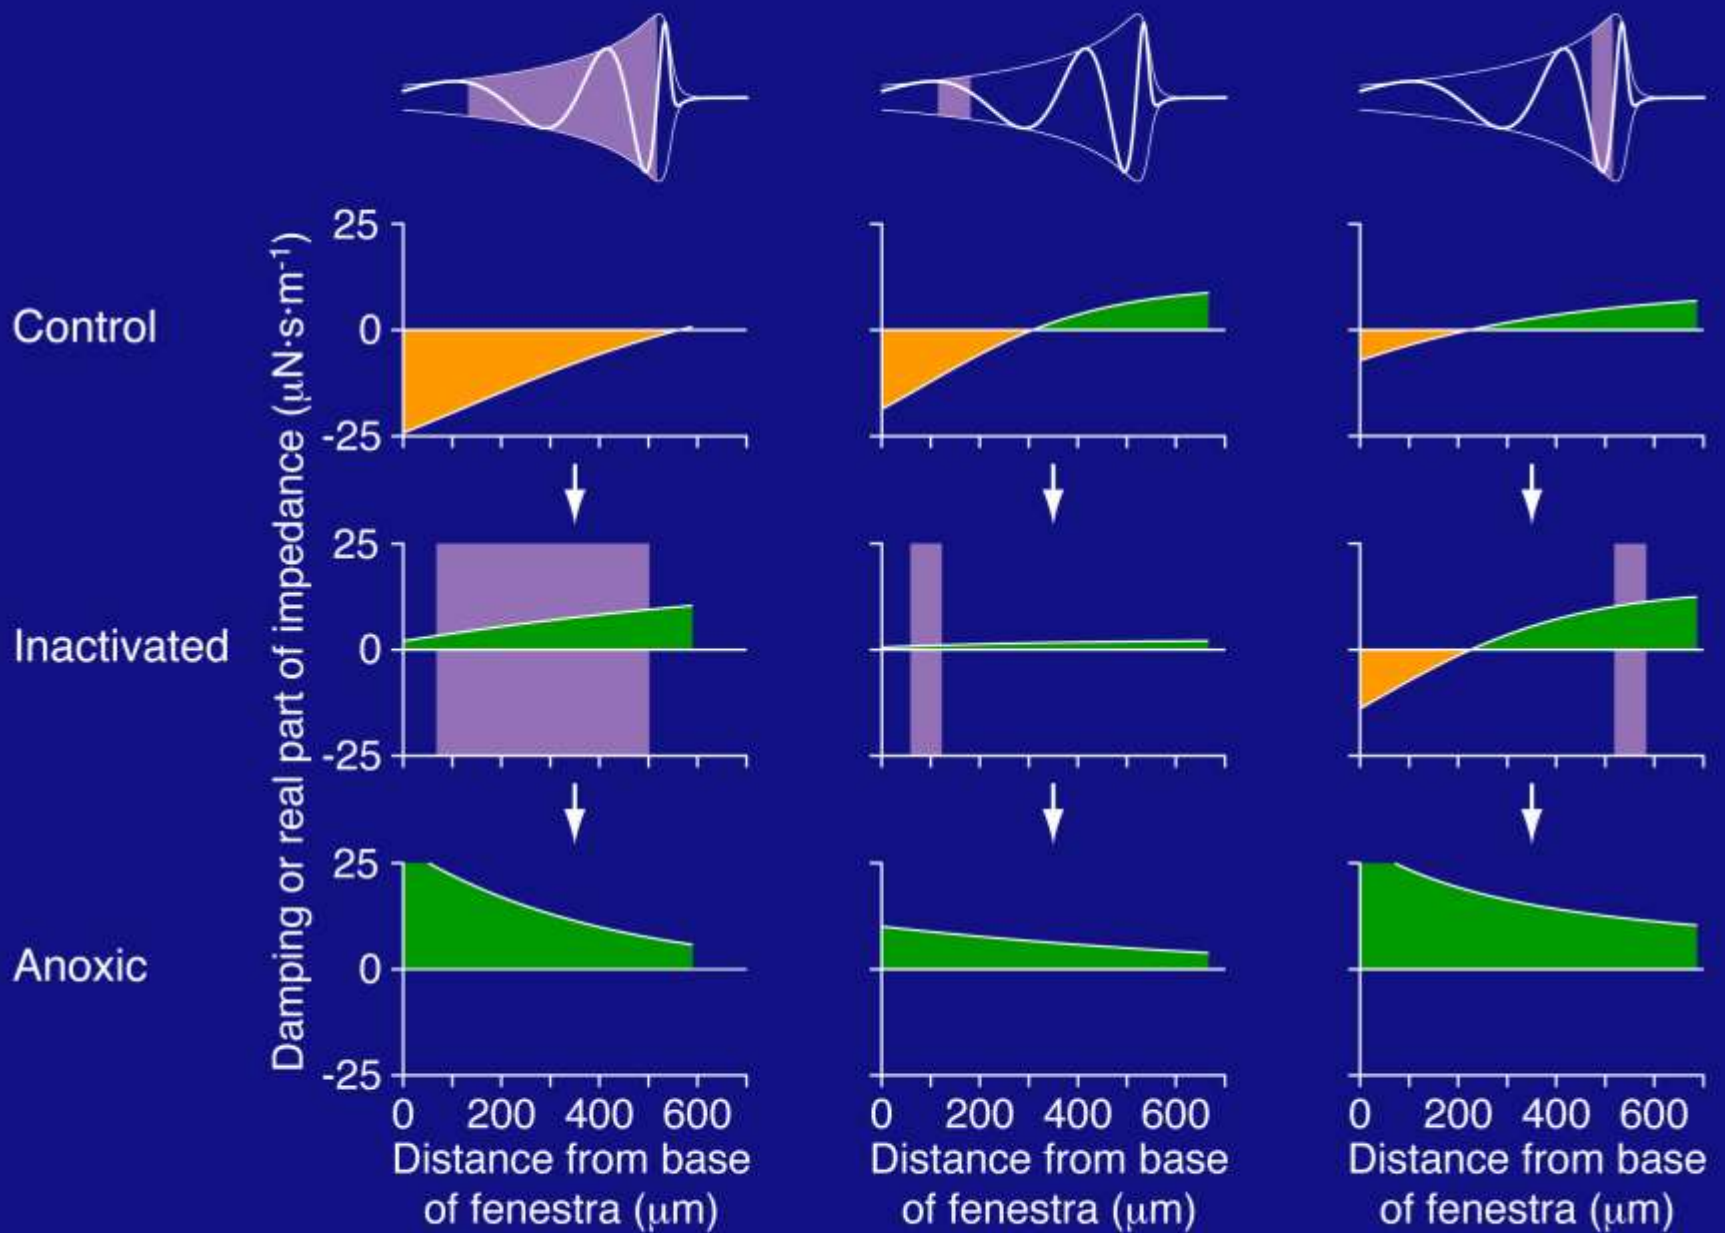 Damping or real part of impedance (μN·s·m-1)
Control
25
0
-25
Inactivated
25
0
-25
Anoxic
25
0
-25
0 200 400 600
0 200 400 600
0 200 400 600
Distance from base
of fenestra (μm)
Distance from base
of fenestra (μm)
Distance from base
of fenestra (μm)